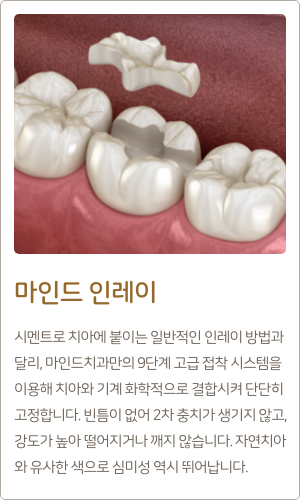 마인드 인레이
시멘트로 치아에 붙이는 일반적인 인레이 방법과
달리, 마인드치과만의 9단계 고급 접착 시스템을
이용해 치아와 기계 화학적으로 결합시켜 단단히
고정합니다. 빈틈이 없어 2차 충치가 생기지 않고,
강도가 높아 떨어지거나 깨지 않습니다. 자연치아
와 유사한 색으로 심미성 역시 뛰어납니다.